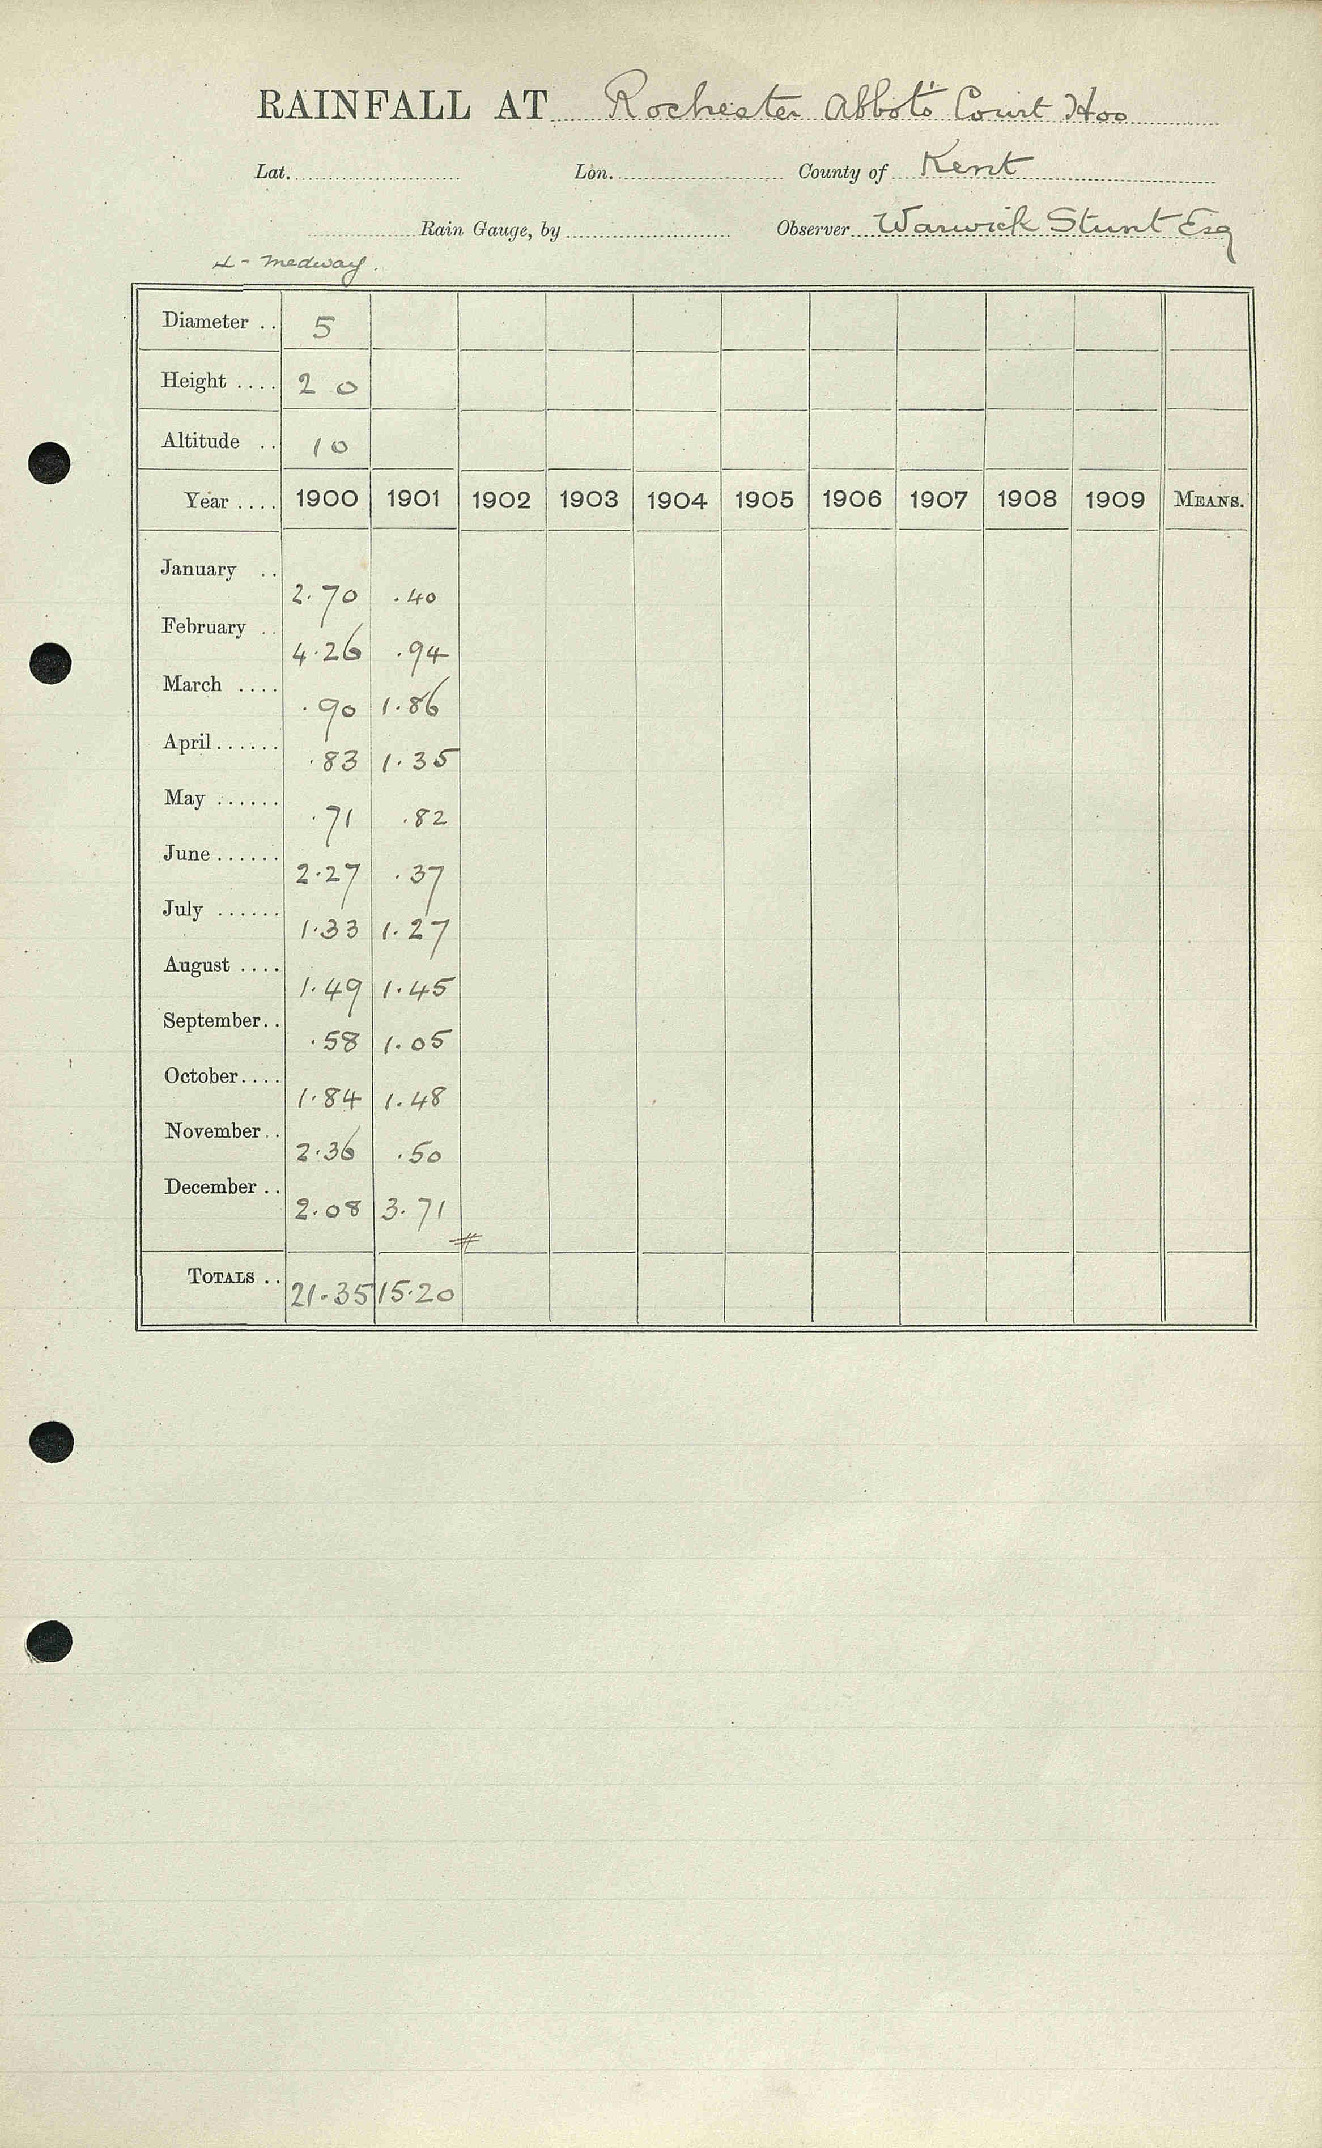 RAINFALL AT Rochester Abbot's Court Hoo
Lat. Lon. County of Kent
Rain Gauge, by Observer Warwick Stunt Esq
Medway.
Diameter .. 5
Height .... 2 0
Altitude .. 10
Year .... 1900 1901 1902 1903 1904 1905 1906 1907 1908 1909 MEANS.
January .. 2.70 .40
February .. 4.26 .94
March .... .90 1.86
April...... .83 1.35
May ...... .71 .82
June...... 2.27 .37
July ...... 1.33 1.27
August .... 1.49 1.45
September.. .58 1.05
October.... 1.84 1.48
November.. 2.36 .50
December .. 2.08 3.71
#
TOTALS .. 21.35 15.20